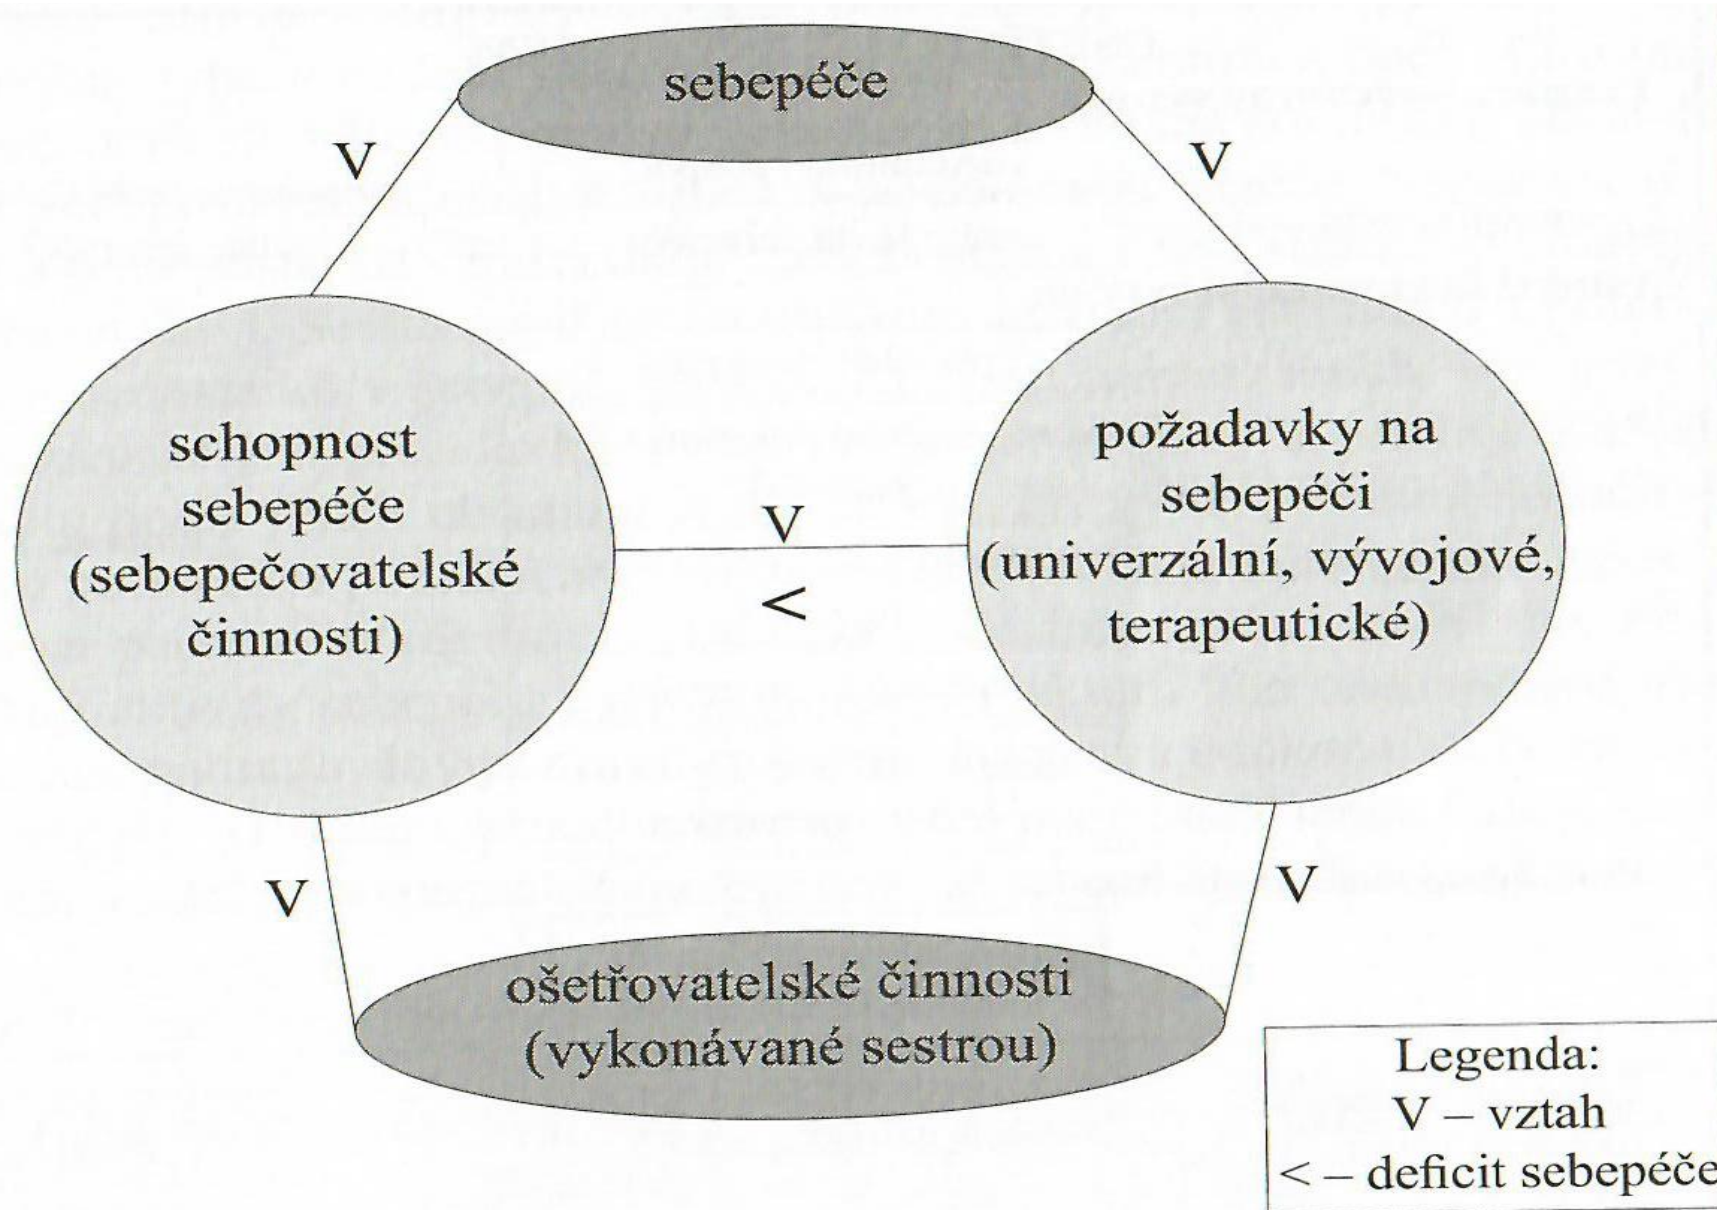 sebepéče
V
V
schopnost
sebepéče
(sebepečovatelské
činnosti)
V
<
požadavky na
sebepéči
(univerzální, vývojové,
terapeutické)
V
V
ošetřovatelské činnosti
(vykonávané sestrou)
Legenda:
V – vztah
< – deficit sebepéče